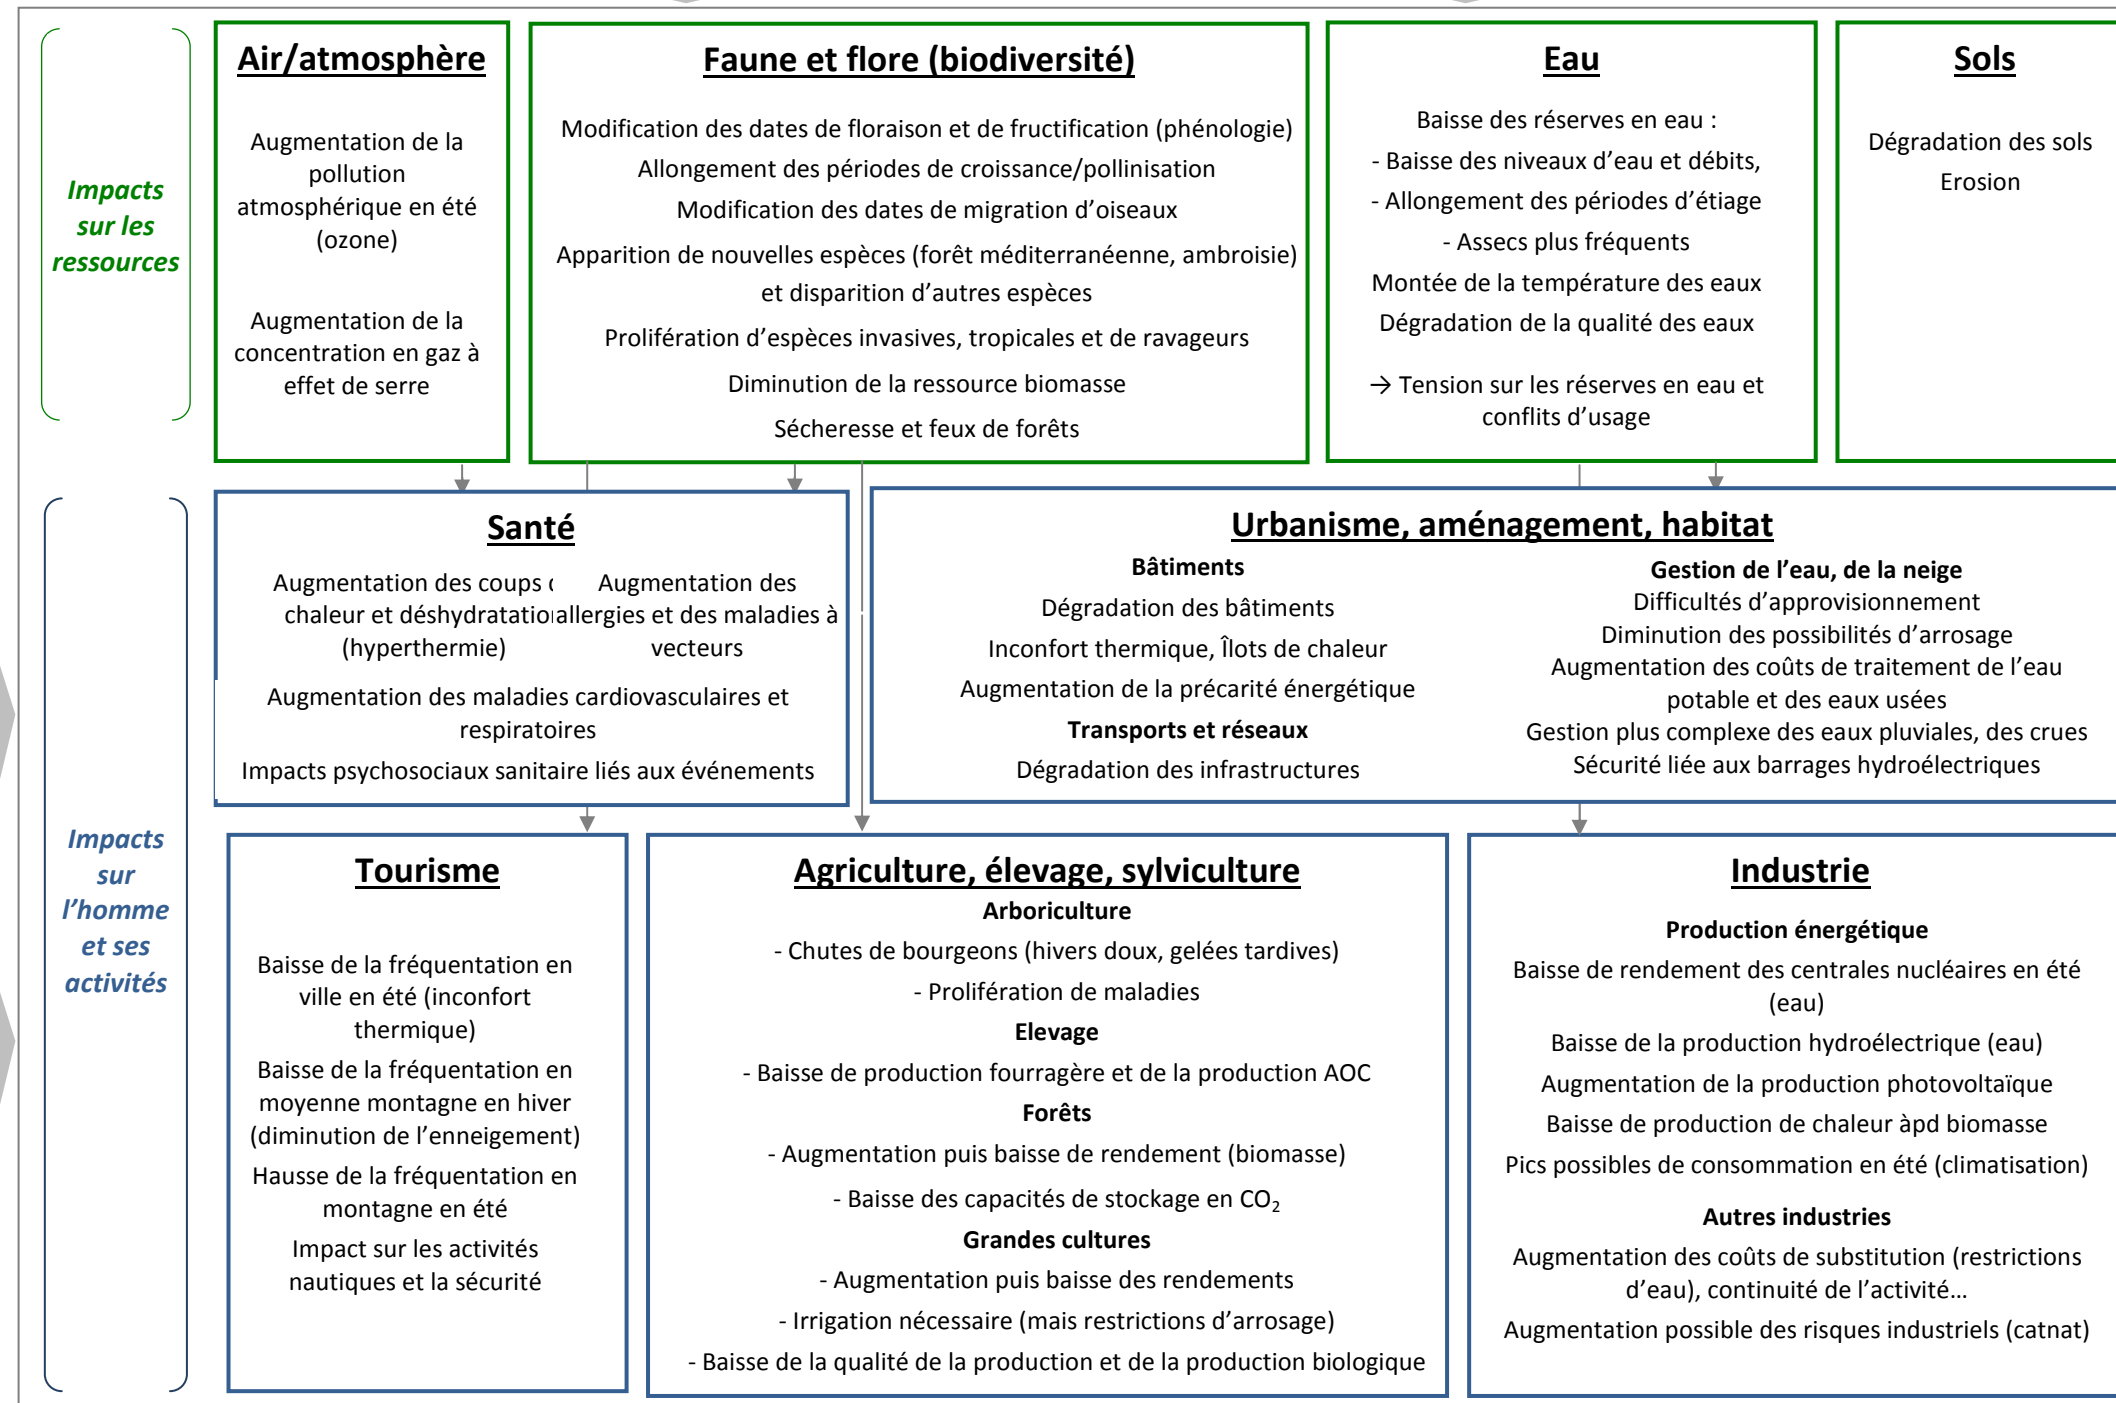 Impacts
sur les
ressources
Air/atmosphère
Augmentation de la
pollution
atmosphérique en été
(ozone)
Augmentation de la
concentration en gaz à
effet de serre
Faune et flore (biodiversité)
Modification des dates de floraison et de fructification (phénologie)
Allongement des périodes de croissance/pollinisation
Modification des dates de migration d’oiseaux
Apparition de nouvelles espèces (forêt méditerranéenne, ambroisie)
et disparition d’autres espèces
Prolifération d’espèces invasives, tropicales et de ravageurs
Diminution de la ressource biomasse
Sécheresse et feux de forêts
Eau
Baisse des réserves en eau :
- Baisse des niveaux d’eau et débits,
- Allongement des périodes d’étiage
- Assecs plus fréquents
Montée de la température des eaux
Dégradation de la qualité des eaux
→ Tension sur les réserves en eau et
conflits d’usage
Sols
Dégradation des sols
Erosion
Impacts
sur
l’homme
et ses
activités
Santé
Augmentation des coups
chaleur et déshydratatio
(hyperthermie)
Augmentation des
allergies et des maladies à
vecteurs
Augmentation des maladies cardiovasculaires et
respiratoires
Impacts psychosociaux sanitaire liés aux événements
Urbanisme, aménagement, habitat
Bâtiments
Dégradation des bâtiments
Inconfort thermique, Îlots de chaleur
Augmentation de la précarité énergétique
Transports et réseaux
Dégradation des infrastructures
Gestion de l’eau, de la neige
Difficultés d’approvisionnement
Diminution des possibilités d’arrosage
Augmentation des coûts de traitement de l’eau
potable et des eaux usées
Gestion plus complexe des eaux pluviales, des crues
Sécurité liée aux barrages hydroélectriques
Tourisme
Baisse de la fréquentation en
ville en été (inconfort
thermique)
Baisse de la fréquentation en
moyenne montagne en hiver
(diminution de l’enneigement)
Hausse de la fréquentation en
montagne en été
Impact sur les activités
nautiques et la sécurité
Agriculture, élevage, sylviculture
Arboriculture
- Chutes de bourgeons (hivers doux, gelées tardives)
- Prolifération de maladies
Elevage
- Baisse de production fourragère et de la production AOC
Forêts
- Augmentation puis baisse de rendement (biomasse)
- Baisse des capacités de stockage en CO₂
Grandes cultures
- Augmentation puis baisse des rendements
- Irrigation nécessaire (mais restrictions d’arrosage)
- Baisse de la qualité de la production et de la production biologique
Industrie
Production énergétique
Baisse de rendement des centrales nucléaires en été
(eau)
Baisse de la production hydroélectrique (eau)
Augmentation de la production photovoltaïque
Baisse de production de chaleur àpd biomasse
Pics possibles de consommation en été (climatisation)
Autres industries
Augmentation des coûts de substitution (restrictions
d’eau), continuité de l’activité…
Augmentation possible des risques industriels (catnat)